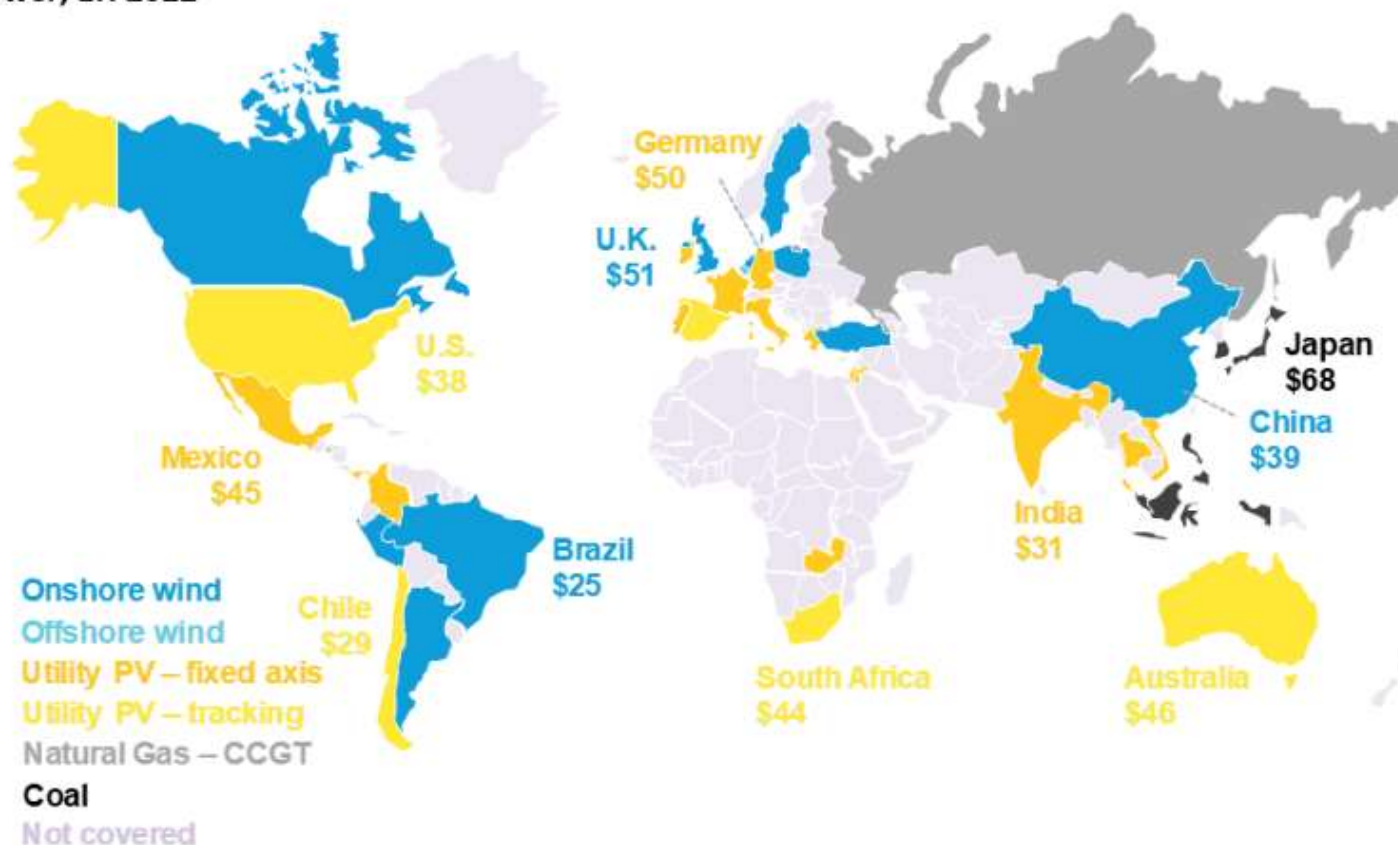 Germany
$50
U.K.
$51
U.S.
$38
Japan
$68
China
$39
Mexico
$45
India
$31
Brazil
$25
Chile
$29
South Africa
$44
Australia
$46
Onshore wind
Offshore wind
Utility PV – fixed axis
Utility PV – tracking
Natural Gas – CCGT
Coal
Not covered